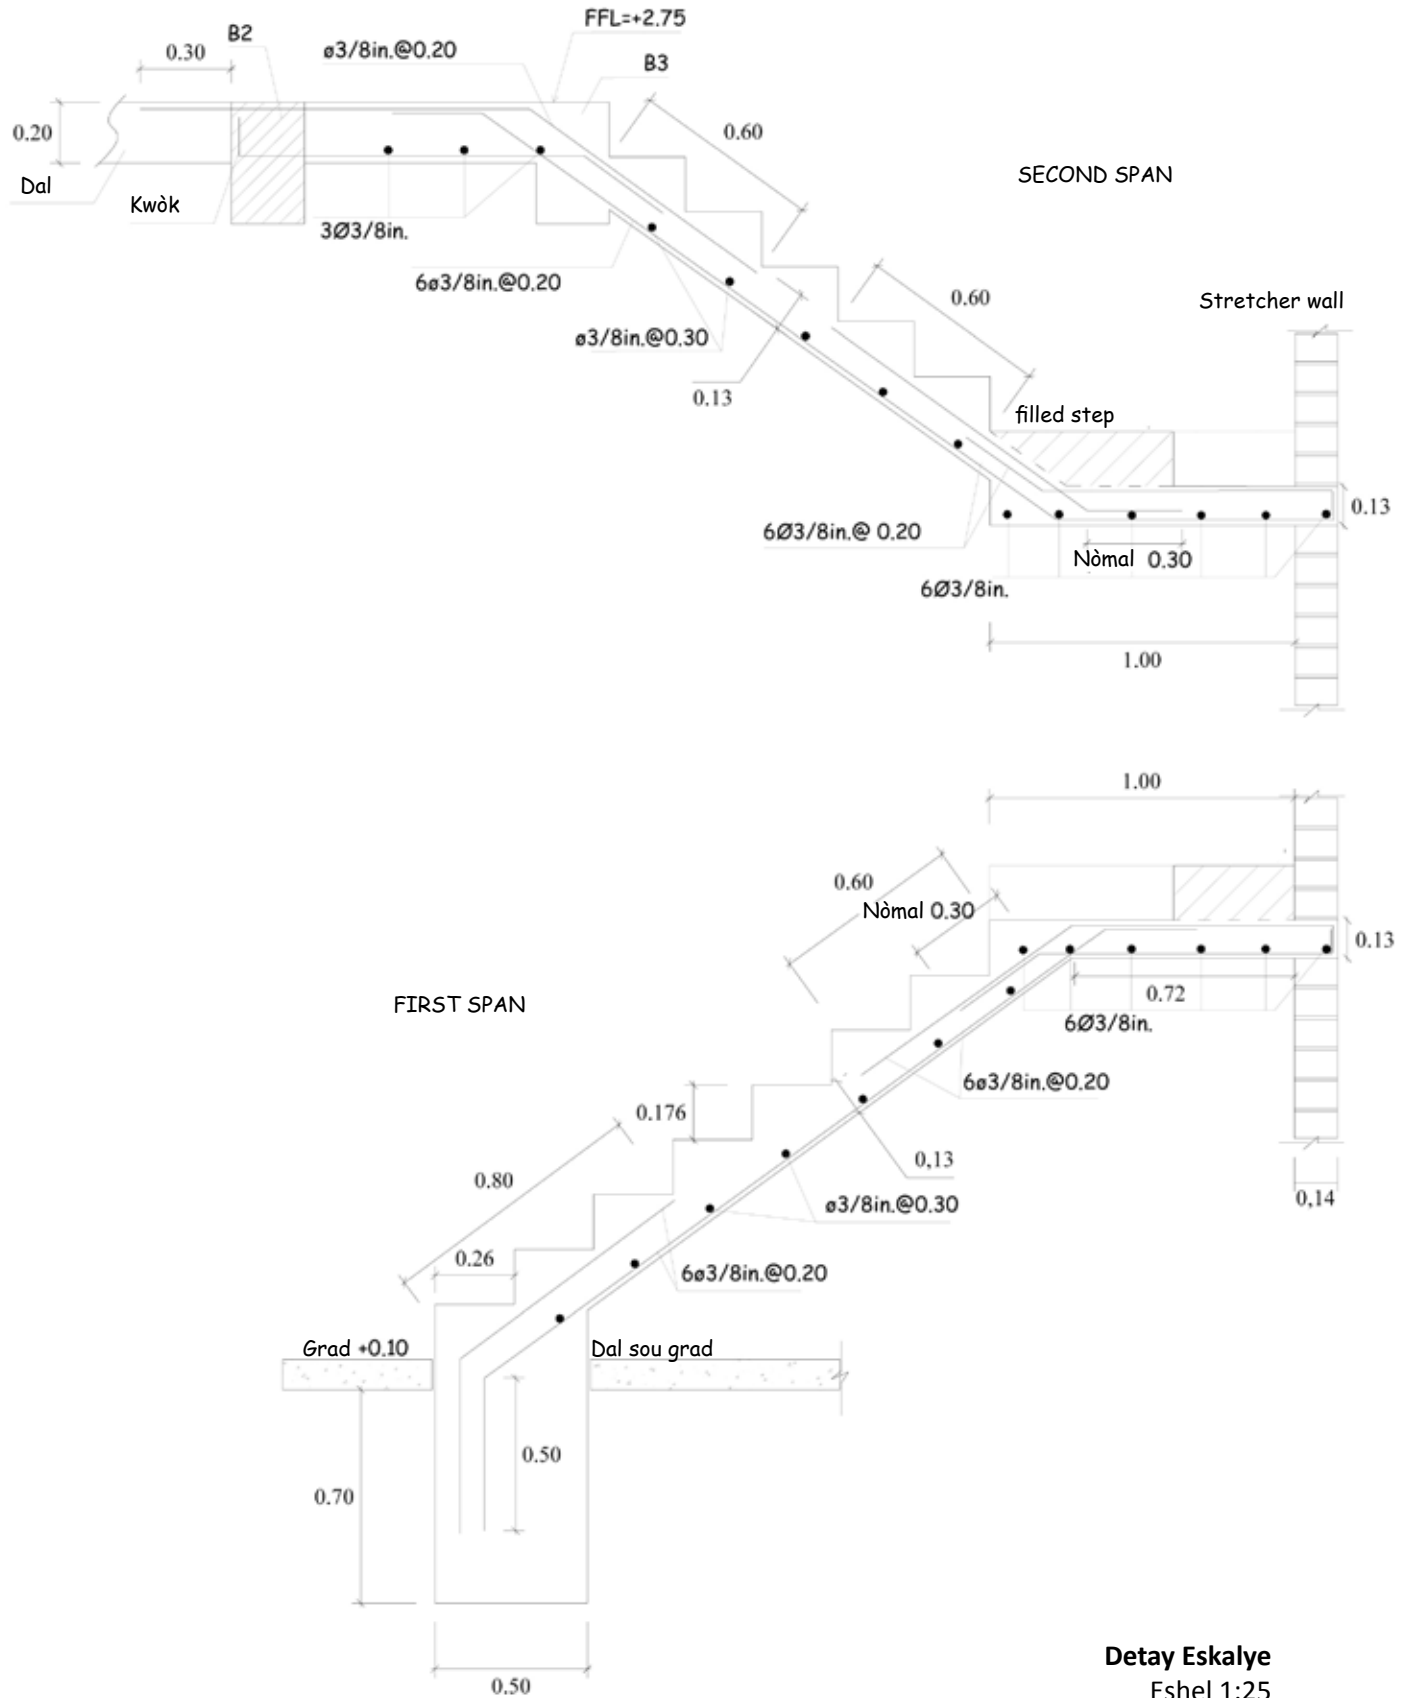 FFL=+2.75
B2
ø3/8in.@0.20
0.30
B3
0.20
0.60
SECOND SPAN
Dal
Kwòk
3Ø3/8in.
6ø3/8in.@0.20
0.60
Stretcher wall
ø3/8in.@0.30
0.13
filled step
0.13
6Ø3/8in.@ 0.20
Nòmal 0.30
6Ø3/8in.
1.00
1.00
0.60
Nòmal 0.30
0.13
FIRST SPAN
0.72
6Ø3/8in.
6ø3/8in.@0.20
0.176
0,13
0.80
ø3/8in.@0.30
0,14
0.26
6ø3/8in.@0.20
Grad +0.10
Dal sou grad
0.50
0.70
0.50
Detay Eskalye
Eshel 1:25